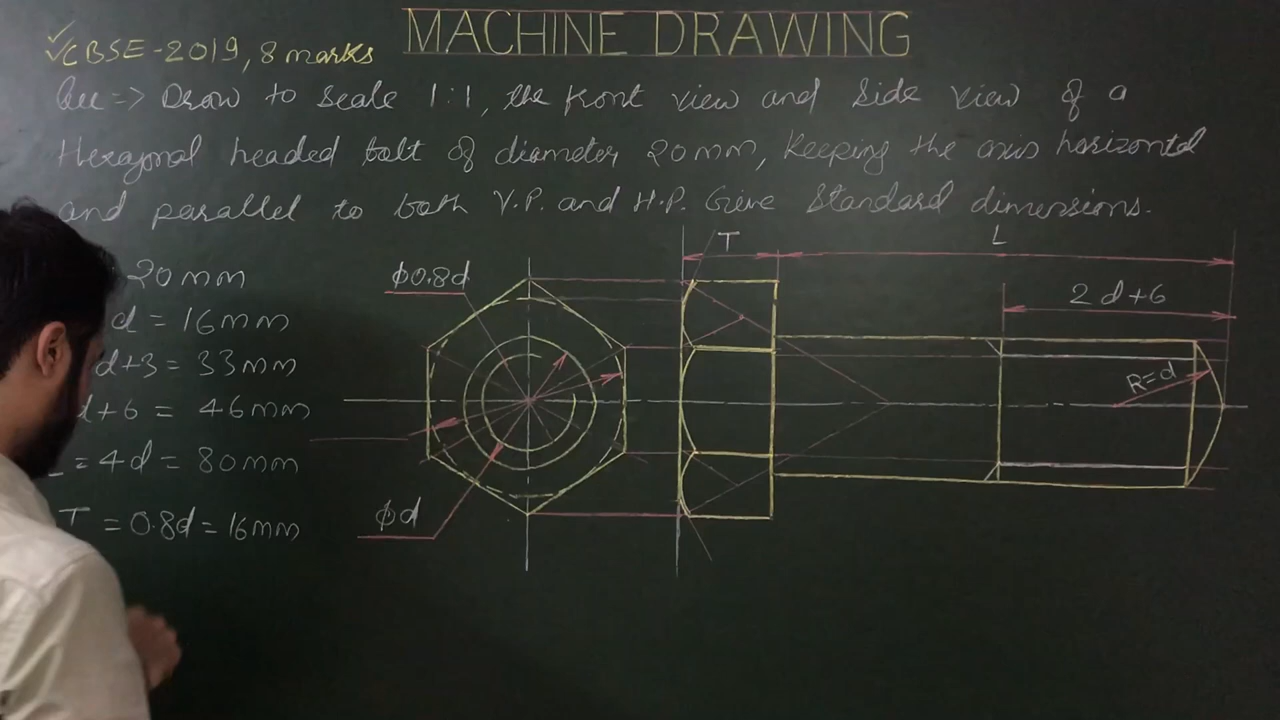 MACHINE DRAWING
CBSE-2019, 8 marks
Que => Draw to scale 1:1, the front view and side view of a
Hexagonal headed bolt of diameter 20mm, Keeping the axis horizontal
and parallel to both V.P. and H.P. Give Standard dimensions.
20mm
d = 16mm
d+3 = 33mm
d+6 = 46mm
= 4d = 80mm
T = 0.8d = 16mm
ϕ0.8d
ϕd
T
L
2d+6
R=d